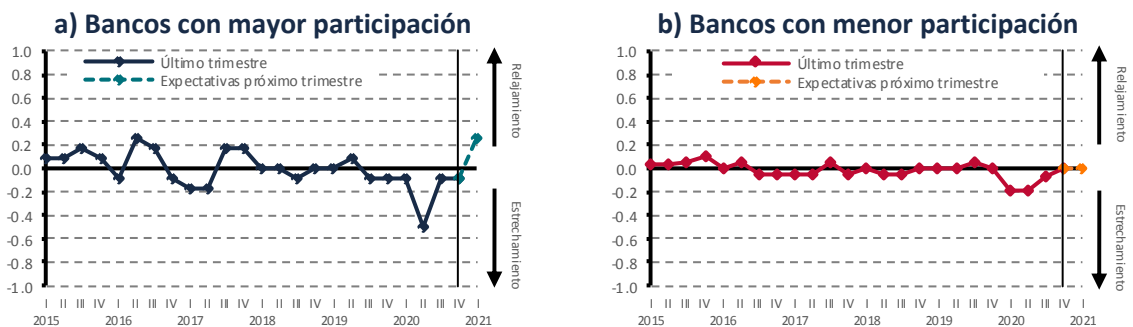 a) Bancos con mayor participación
1.0
0.8
0.6
0.4
0.2
0.0
-0.2
-0.4
-0.6
-0.8
-1.0
Último trimestre
Expectativas próximo trimestre
Relajamiento
Estrechamiento
I II III IV I II III IV I II III IV I II III IV I II III IV I II III IV I
2015 2016 2017 2018 2019 2020 2021
b) Bancos con menor participación
1.0
0.8
0.6
0.4
0.2
0.0
-0.2
-0.4
-0.6
-0.8
-1.0
Último trimestre
Expectativas próximo trimestre
Relajamiento
Estrechamiento
I II III IV I II III IV I II III IV I II III IV I II III IV I II III IV I
2015 2016 2017 2018 2019 2020 2021